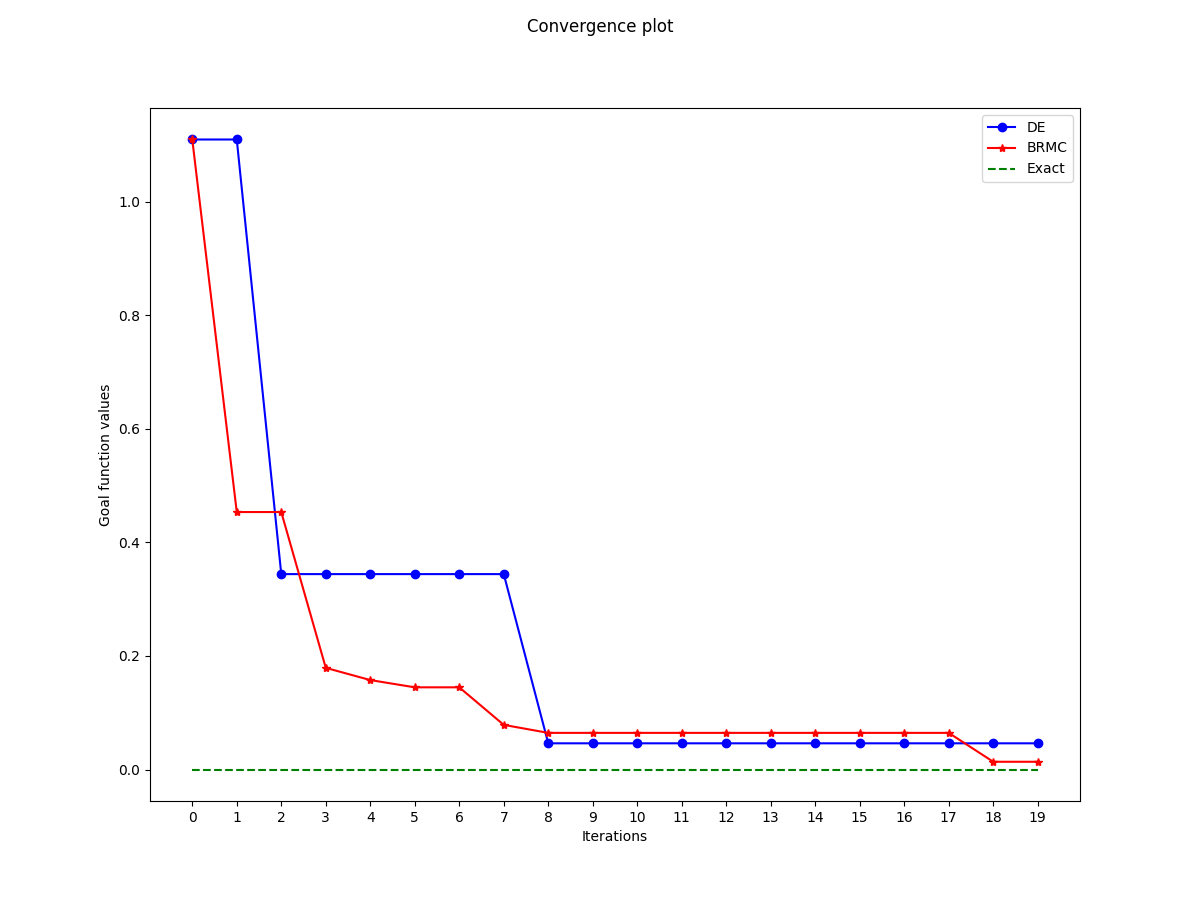 Convergence plot
DE
BRMC
Exact
Goal function values
1.0
0.8
0.6
0.4
0.2
0.0
0 1 2 3 4 5 6 7 8 9 10 11 12 13 14 15 16 17 18 19
Iterations